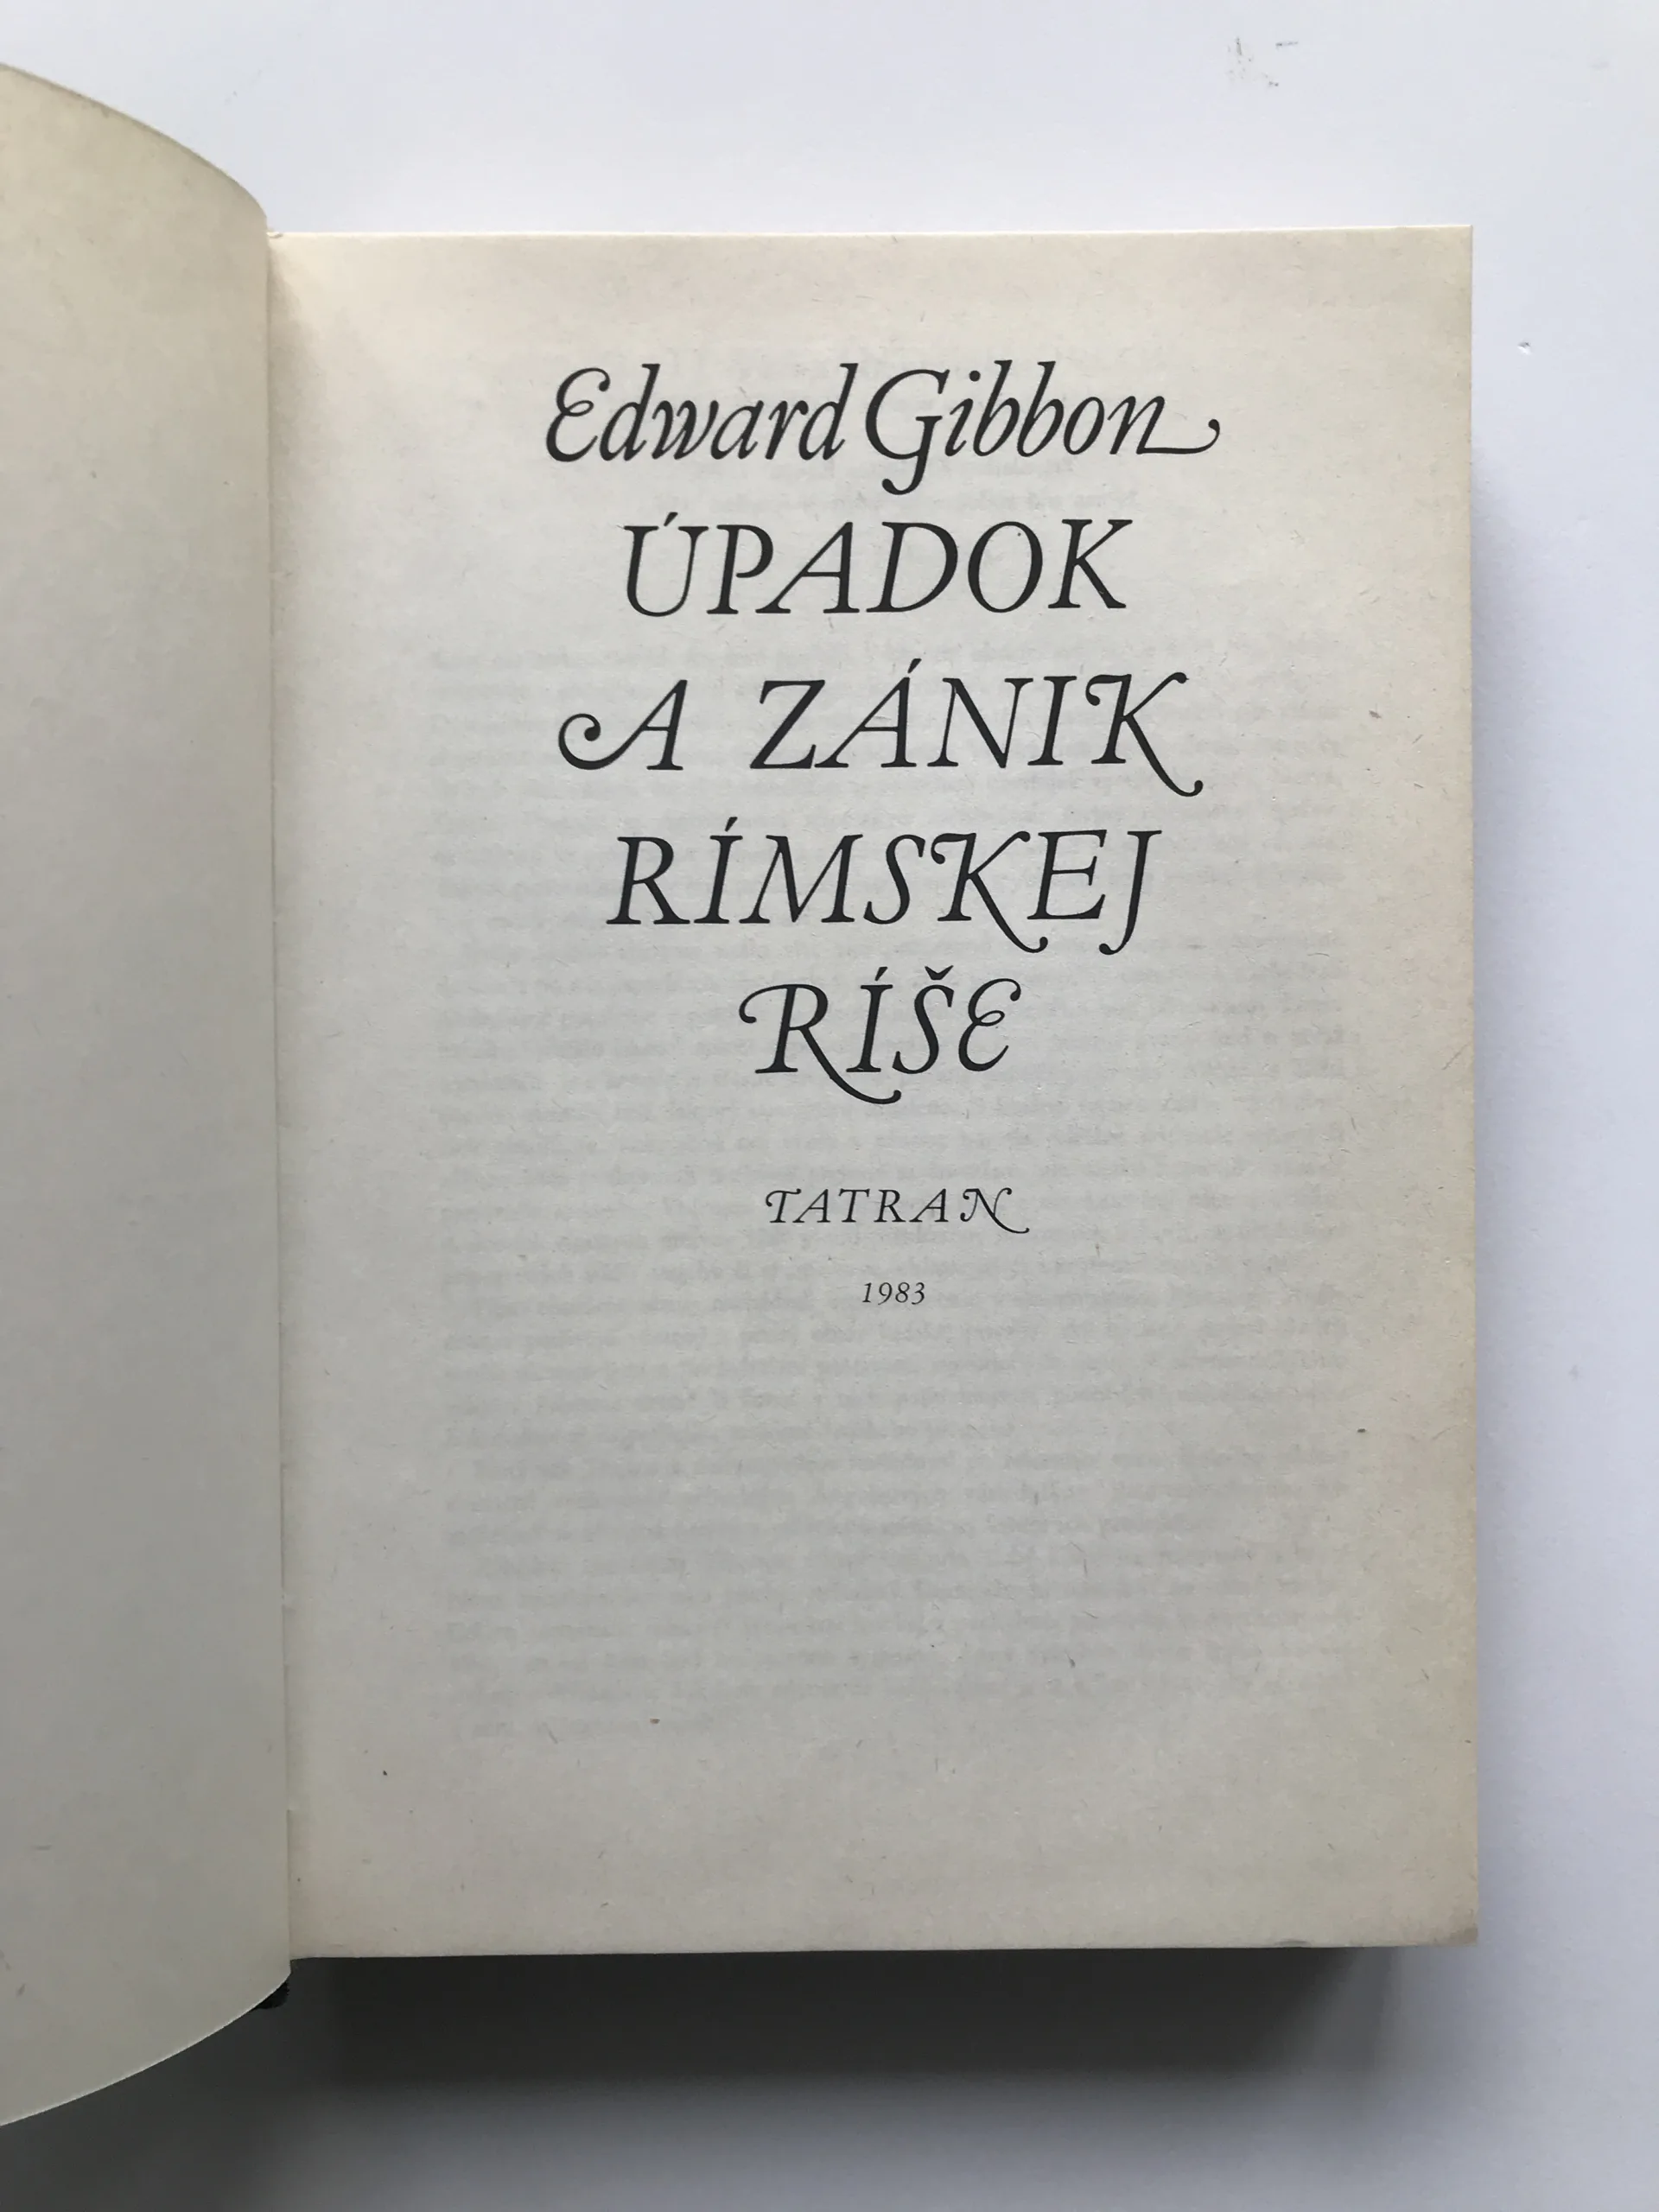 Edward Gibbon
ÚPADOK
A ZÁNIK
RÍMSKEJ
RÍŠE
TATRAN
1983